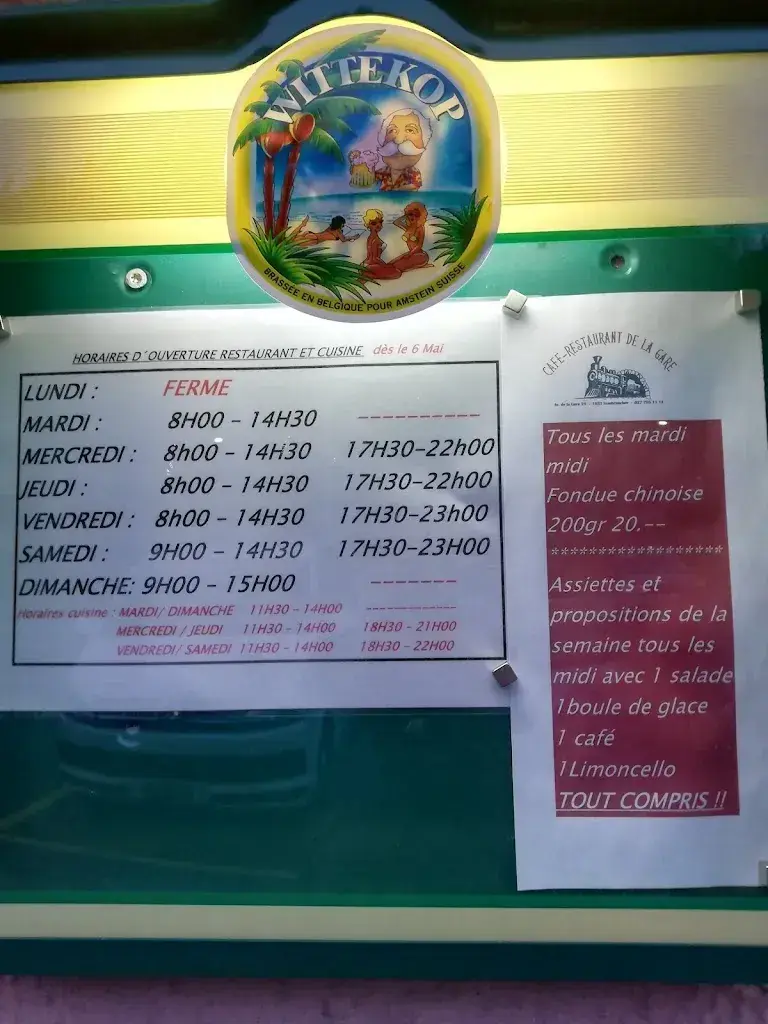 WITTEKOP
BRASSEE EN BELGIQUE POUR AMSTEIN SUISSE
HORAIRES D´OUVERTURE RESTAURANT ET CUISINE dès le 6 Mai
LUNDI : FERME
MARDI : 8H00 - 14H30 ----------
MERCREDI : 8h00 - 14H30 17H30-22h00
JEUDI : 8h00 - 14H30 17H30-22h00
VENDREDI : 8h00 - 14H30 17H30-23h00
SAMEDI : 9H00 - 14H30 17H30-23H00
DIMANCHE: 9H00 - 15H00 -------
Horaires cuisine : MARDI/ DIMANCHE 11H30 - 14H00 ------------
MERCREDI / JEUDI 11H30 - 14H00 18H30 - 21H00
VENDREDI/ SAMEDI 11H30 - 14H00 18H30 - 22H00
CAFE-RESTAURANT DE LA GARE
Tous les mardi
midi
Fondue chinoise
200gr 20.--
******************
Assiettes et
propositions de la
semaine tous les
midi avec 1 salade
1boule de glace
1 café
1Limoncello
TOUT COMPRIS !!